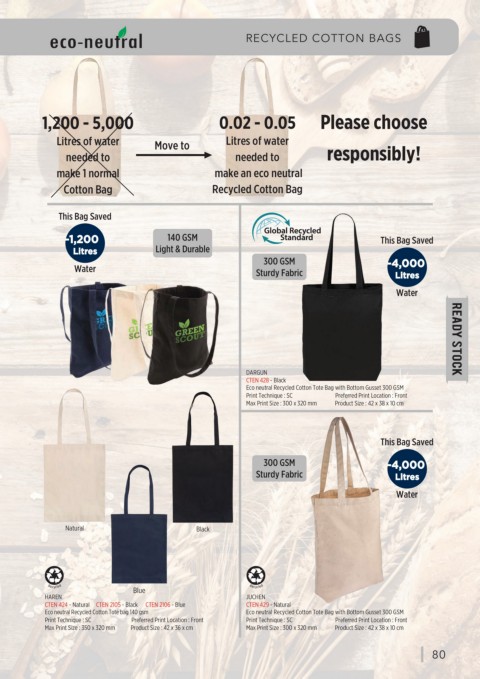 eco-neutral
RECYCLED COTTON BAGS
1,200 - 5,000
Litres of water
needed to
make 1 normal
Cotton Bag
Move to
0.02 - 0.05
Litres of water
needed to
make an eco neutral
Recycled Cotton Bag
Please choose
responsibly!
This Bag Saved
-1,200
Litres
Water
140 GSM
Light & Durable
GREEN
SCOUT
Natural
Blue
Black
HAREN
CTEN 424 - Natural CTEN 2105 - Black CTEN 2106 - Blue
Eco neutral Recycled Cotton Tote bag 140 gsm
Print Technique : SC Preferred Print Location : Front
Max Print Size : 350 x 320 mm Product Size : 42 x 36 x cm
Global Recycled
Standard
300 GSM
Sturdy Fabric
This Bag Saved
-4,000
Litres
Water
DARGUN
CTEN 428 - Black
Eco neutral Recycled Cotton Tote Bag with Bottom Gusset 300 GSM
Print Technique : SC Preferred Print Location : Front
Max Print Size : 300 x 320 mm Product Size : 42 x 38 x 10 cm
300 GSM
Sturdy Fabric
This Bag Saved
-4,000
Litres
Water
JUCHEN
CTEN 429 - Natural
Eco neutral Recycled Cotton Tote Bag with Bottom Gusset 300 GSM
Print Technique : SC Preferred Print Location : Front
Max Print Size : 300 x 320 mm Product Size : 42 x 38 x 10 cm
READY STOCK
80